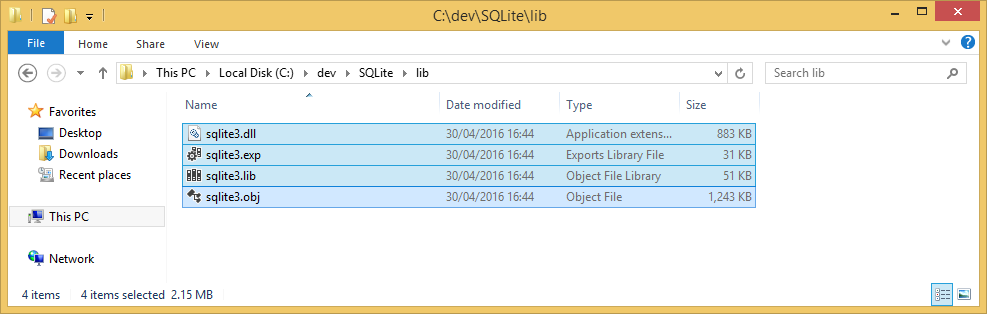 C:\dev\SQLite\lib
File Home Share View
This PC Local Disk (C:) dev SQLite lib Search lib
Name Date modified Type Size
Favorites
Desktop
Downloads
Recent places
This PC
Network
sqlite3.dll 30/04/2016 16:44 Application extens... 883 KB
sqlite3.exp 30/04/2016 16:44 Exports Library File 31 KB
sqlite3.lib 30/04/2016 16:44 Object File Library 51 KB
sqlite3.obj 30/04/2016 16:44 Object File 1,243 KB
4 items 4 items selected 2.15 MB